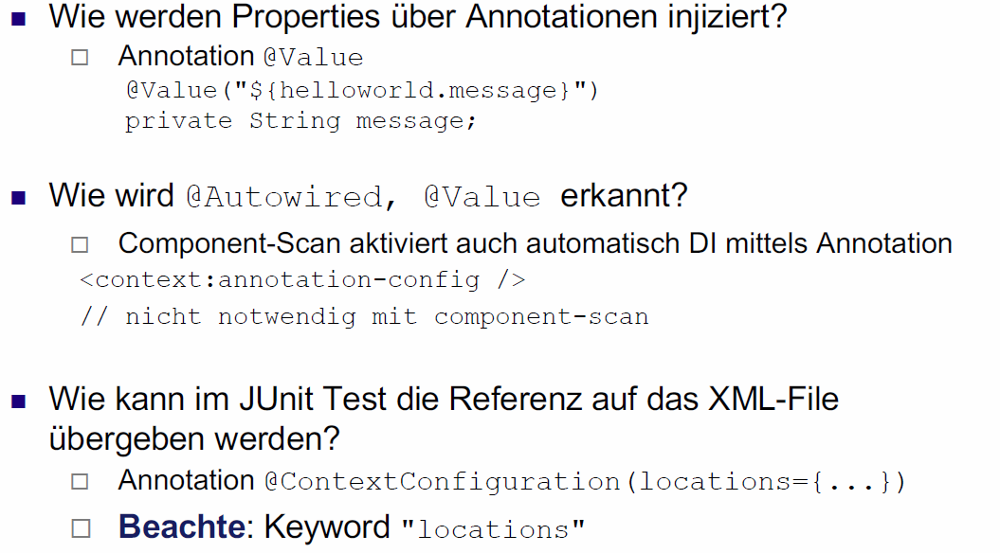 Wie werden Properties über Annotationen injiziert?
Annotation @Value
@Value("${helloworld.message}")
private String message;
Wie wird @Autowired, @Value erkannt?
Component-Scan aktiviert auch automatisch DI mittels Annotation
<context:annotation-config />
// nicht notwendig mit component-scan
Wie kann im JUnit Test die Referenz auf das XML-File
übergeben werden?
Annotation @ContextConfiguration(locations={...})
Beachte: Keyword "locations"